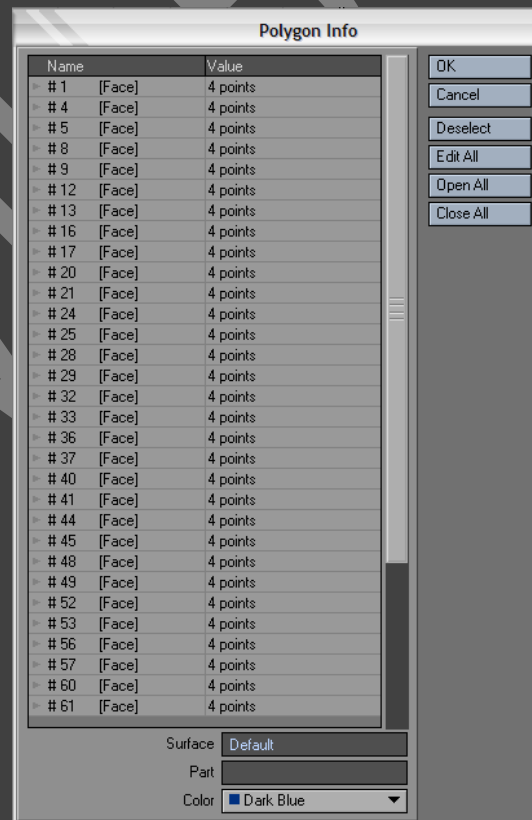 Polygon Info
Name Value
#1 [Face] 4 points
#4 [Face] 4 points
#5 [Face] 4 points
#8 [Face] 4 points
#9 [Face] 4 points
#12 [Face] 4 points
#13 [Face] 4 points
#16 [Face] 4 points
#17 [Face] 4 points
#20 [Face] 4 points
#21 [Face] 4 points
#24 [Face] 4 points
#25 [Face] 4 points
#28 [Face] 4 points
#29 [Face] 4 points
#32 [Face] 4 points
#33 [Face] 4 points
#36 [Face] 4 points
#37 [Face] 4 points
#40 [Face] 4 points
#41 [Face] 4 points
#44 [Face] 4 points
#45 [Face] 4 points
#48 [Face] 4 points
#49 [Face] 4 points
#52 [Face] 4 points
#53 [Face] 4 points
#56 [Face] 4 points
#57 [Face] 4 points
#60 [Face] 4 points
#61 [Face] 4 points
Surface Default
Part
Color Dark Blue
OK
Cancel
Deselect
Edit All
Open All
Close All